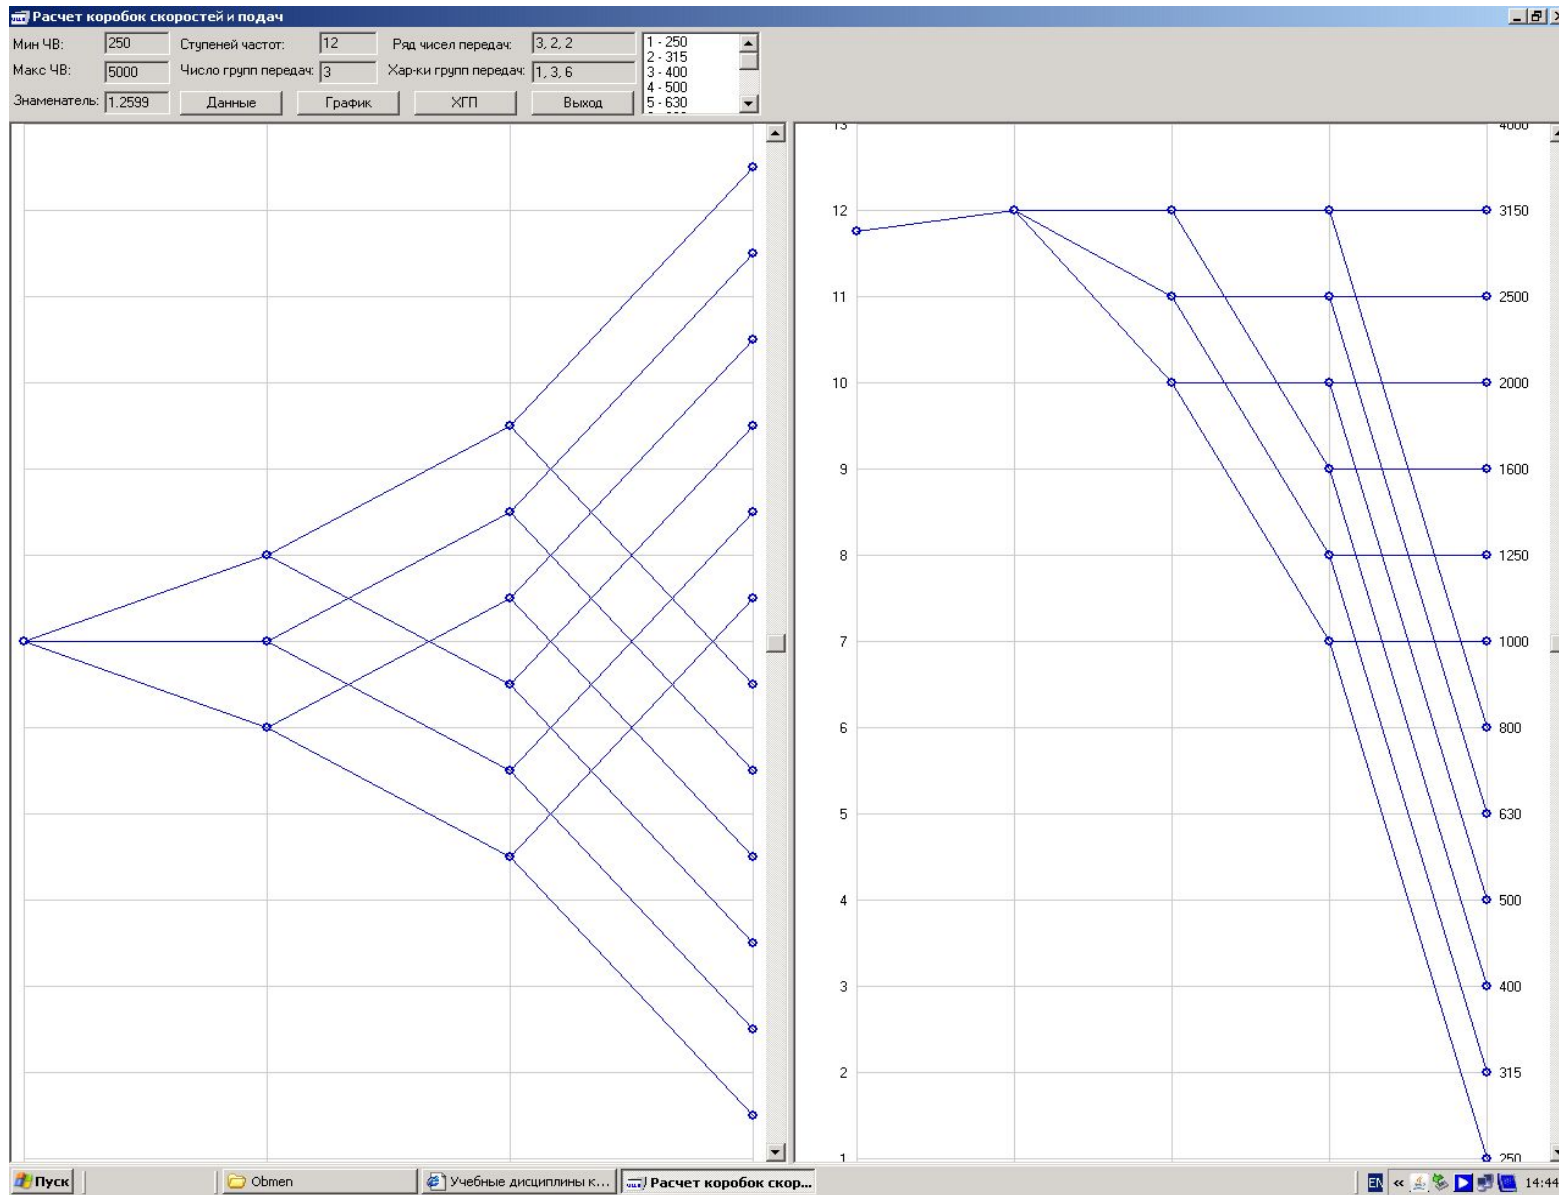 Расчет коробок скоростей и подач
Мин ЧВ: 250 Ступеней частот: 12 Ряд чисел передач: 3, 2, 2
Макс ЧВ: 5000 Число групп передач: 3 Хар-ки групп передач: 1, 3, 6
Знаменатель: 1.2599 Данные График ХГП Выход
1 - 250
2 - 315
3 - 400
4 - 500
5 - 630
13 4000
12 3150
11 2500
10 2000
9 1600
8 1250
7 1000
6 800
5 630
4 500
3 400
2 315
1 250
Пуск Obmen Учебные дисциплины к... Расчет коробок скор... EN « 14:44